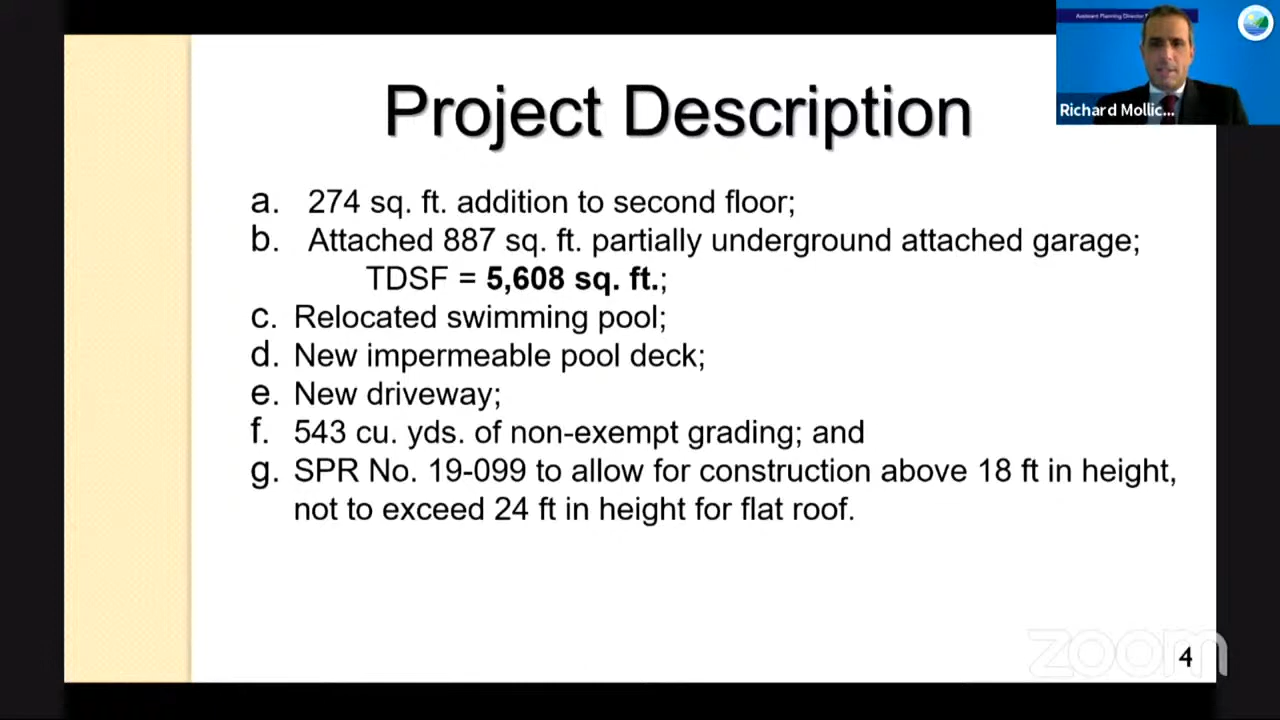 Assistant Planning Director
Richard Mollic...
Project Description
a. 274 sq. ft. addition to second floor;
b. Attached 887 sq. ft. partially underground attached garage;
TDSF = 5,608 sq. ft.;
c. Relocated swimming pool;
d. New impermeable pool deck;
e. New driveway;
f. 543 cu. yds. of non-exempt grading; and
g. SPR No. 19-099 to allow for construction above 18 ft in height,
not to exceed 24 ft in height for flat roof.
zoom
4